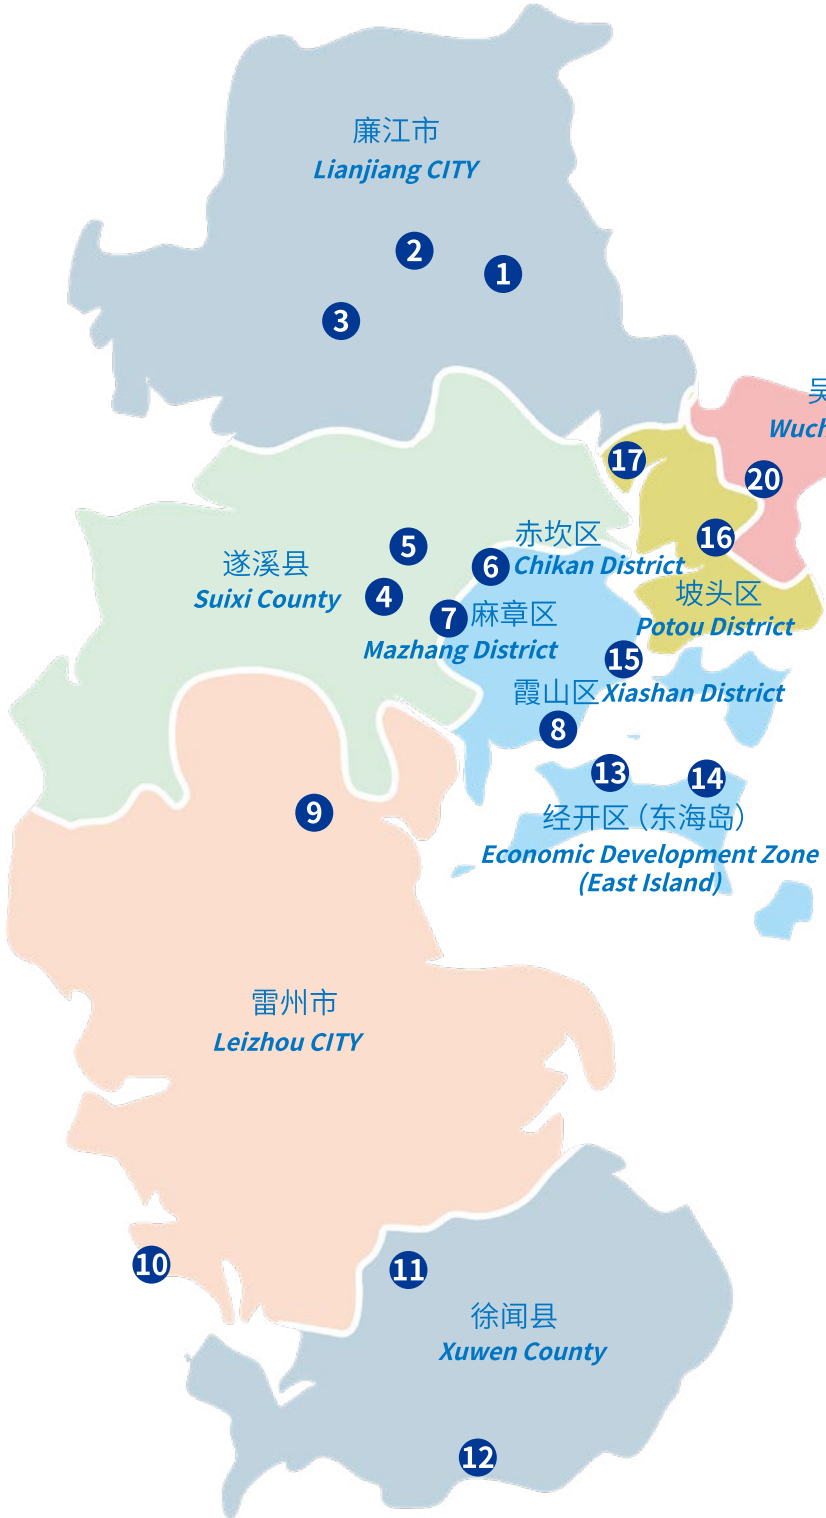 廉江市
Lianjiang CITY
2
1
3
吴
Wuch
17
20
16
赤坎区
Chikan District
5
6
遂溪县
Suixi County
4
7
麻章区
Mazhang District
坡头区
Potou District
15
霞山区 Xiashan District
8
13
14
9
经开区（东海岛）
Economic Development Zone
(East Island)
雷州市
Leizhou CITY
10
11
徐闻县
Xuwen County
12